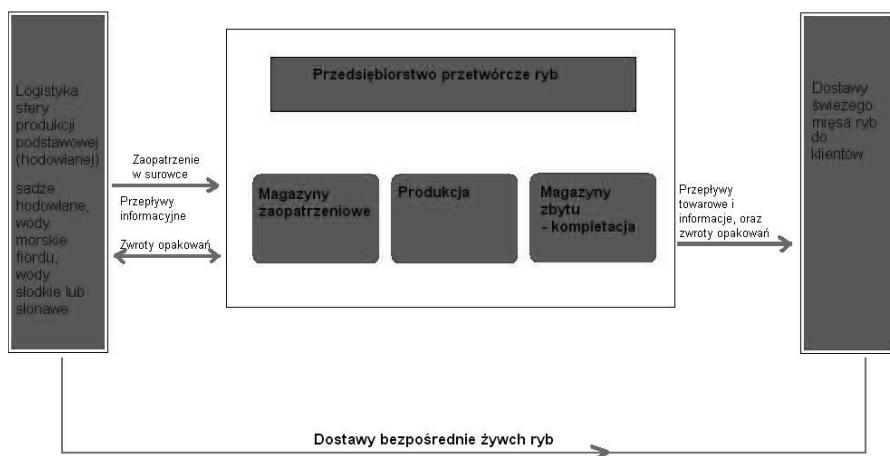 Logistyka
sfery
produkcji
podstawowej
(hodowlanej)
sadze
hodowlane,
wody
morskie
fiordu,
wody
słodkie lub
słonawe
Zaopatrzenie
w surowce
Przepływy
informacyjne
Zwroty opakowań
Przedsiębiorstwo przetwórcze ryb
Magazyny
zaopatrzeniowe
Produkcja
Magazyny
zbytu
- kompletacja
Przepływy
towarowe i
informacje, oraz
zwroty opakowań
Dostawy
świeżego
mięsa ryb
do
klientów
Dostawy bezpośrednie żywch ryb